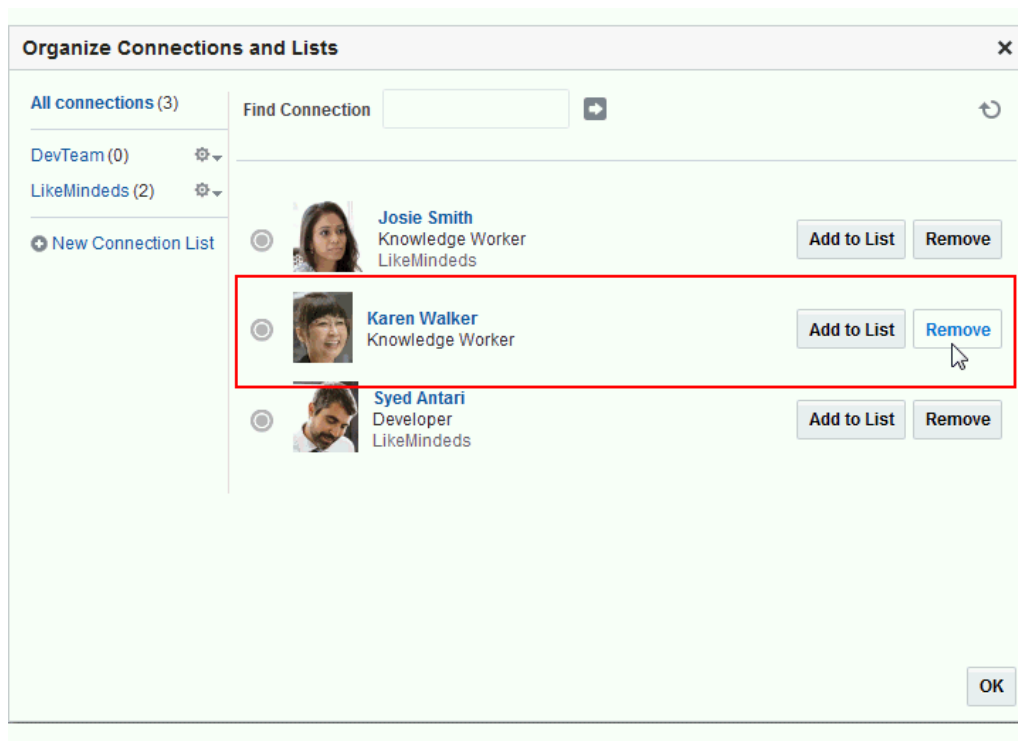 Organize Connections and Lists
All connections (3)
DevTeam (0)
LikeMindeds (2)
New Connection List
Find Connection
Josie Smith
Knowledge Worker
LikeMindeds
Add to List Remove
Karen Walker
Knowledge Worker
Add to List Remove
Syed Antari
Developer
LikeMindeds
Add to List Remove
OK